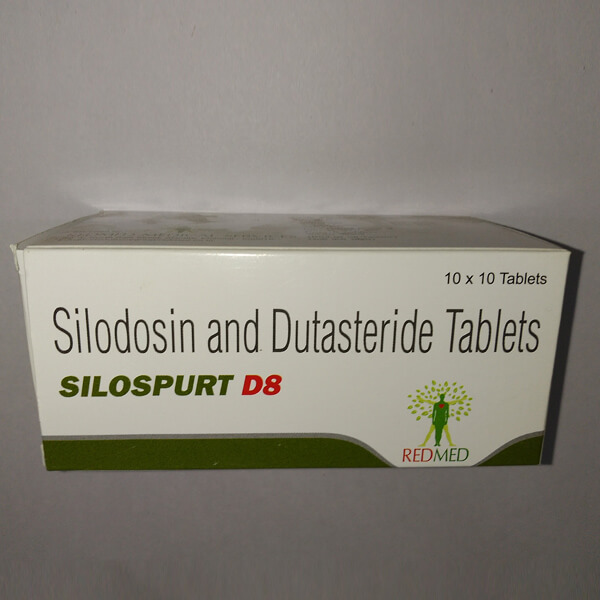 10 x 10 Tablets
Silodosin and Dutasteride Tablets
SILOSPURT D8
REDMED